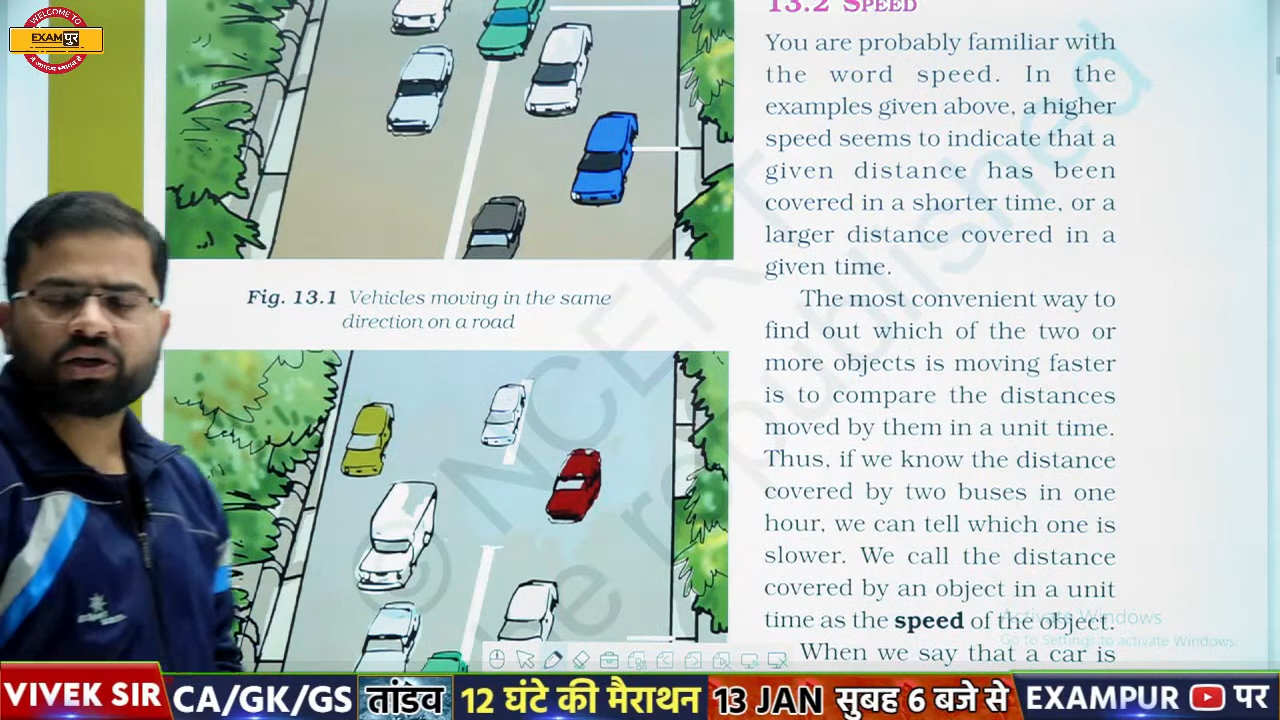 WELCOME TO
EXAMपुर
13.2 SPEED
You are probably familiar with
the word speed. In the
examples given above, a higher
speed seems to indicate that a
given distance has been
covered in a shorter time, or a
larger distance covered in a
given time.
The most convenient way to
find out which of the two or
more objects is moving faster
is to compare the distances
moved by them in a unit time.
Thus, if we know the distance
covered by two buses in one
hour, we can tell which one is
slower. We call the distance
covered by an object in a unit
time as the speed of the object.
When we say that a car is
Fig. 13.1 Vehicles moving in the same
direction on a road
© NCERT
be republished
Activate Windows
Go to Settings to activate Windows.
VIVEK SIR CA/GK/GS तांडव 12 घंटे की मैराथन 13 JAN सुबह 6 बजे से EXAMPUR पर